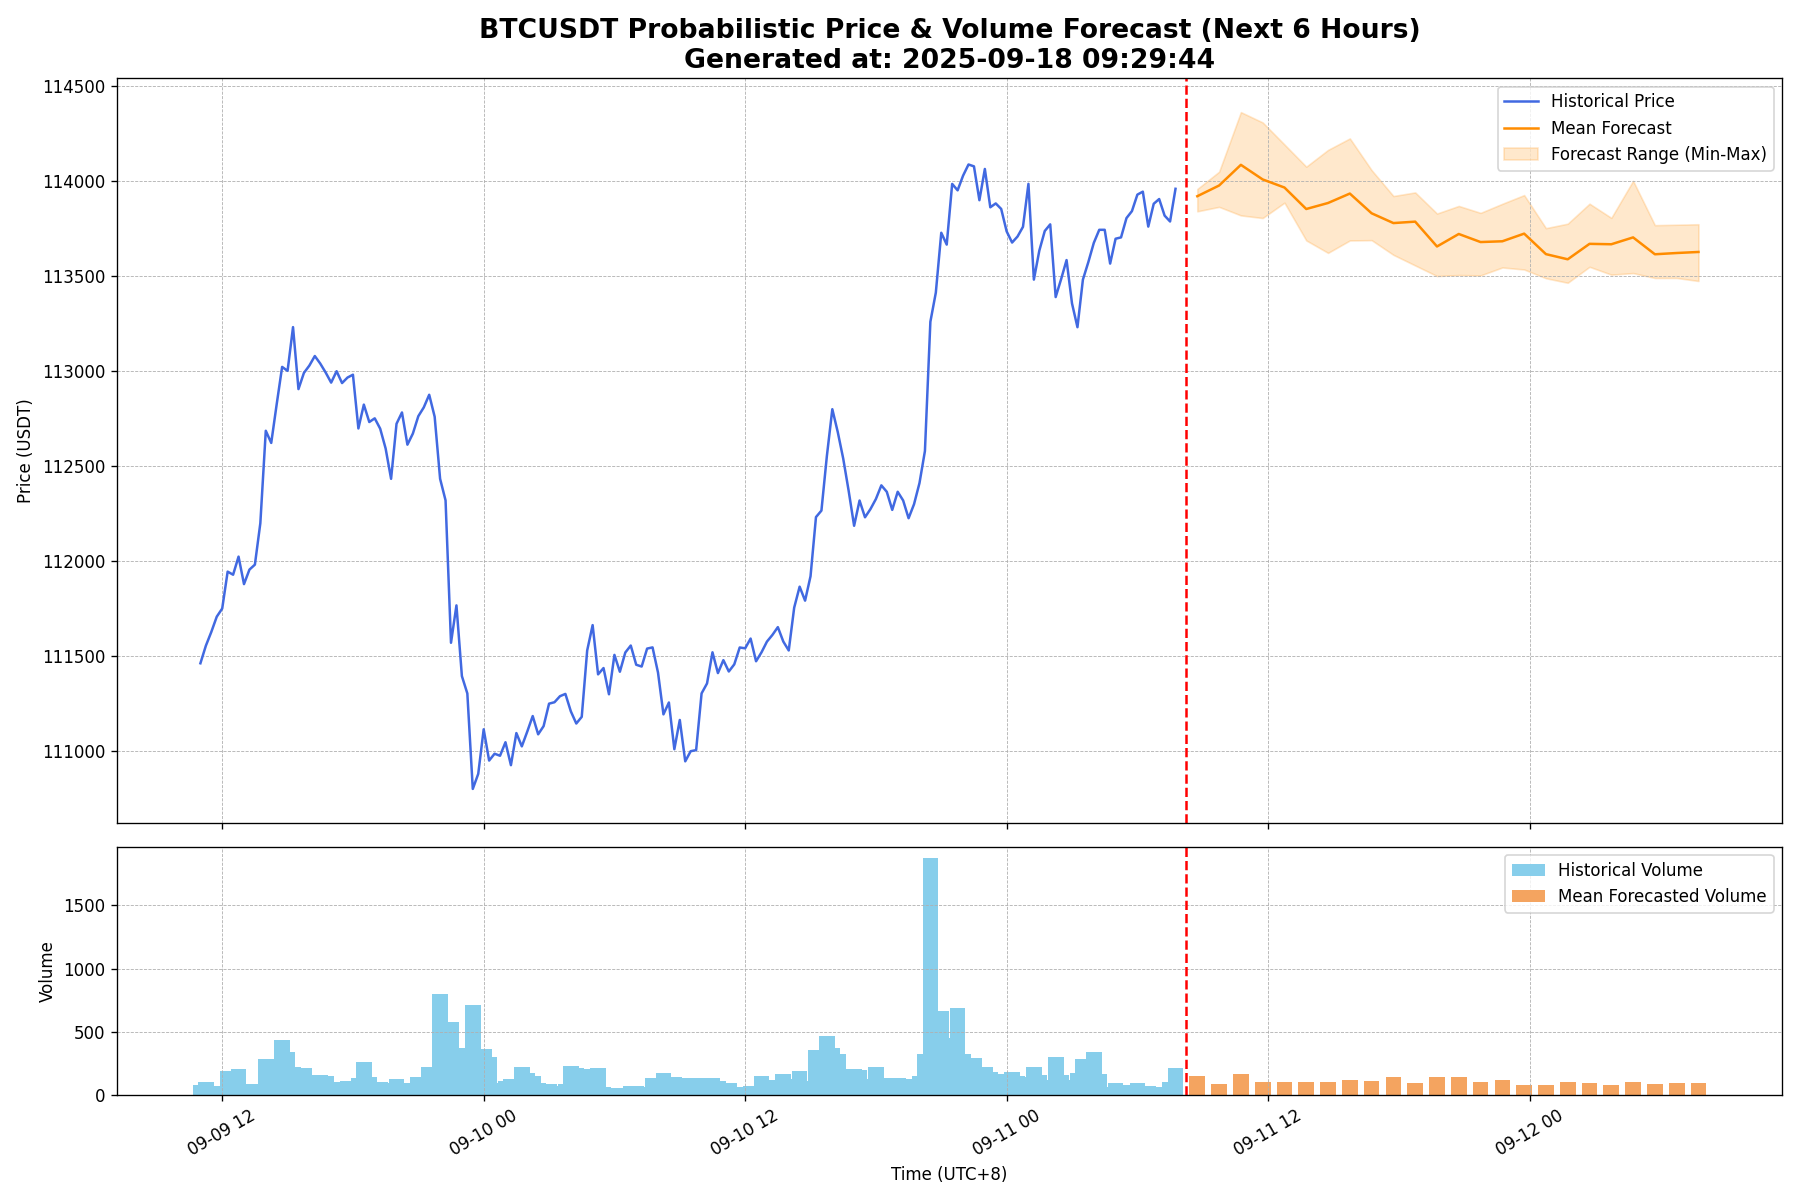 BTCUSDT Probabilistic Price & Volume Forecast (Next 6 Hours)
Generated at: 2025-09-18 09:29:44
Price (USDT)
114500
114000
113500
113000
112500
112000
111500
111000
Historical Price
Mean Forecast
Forecast Range (Min-Max)
Volume
1500
1000
500
0
Historical Volume
Mean Forecasted Volume
09-09 12
09-10 00
09-10 12
09-11 00
09-11 12
09-12 00
Time (UTC+8)